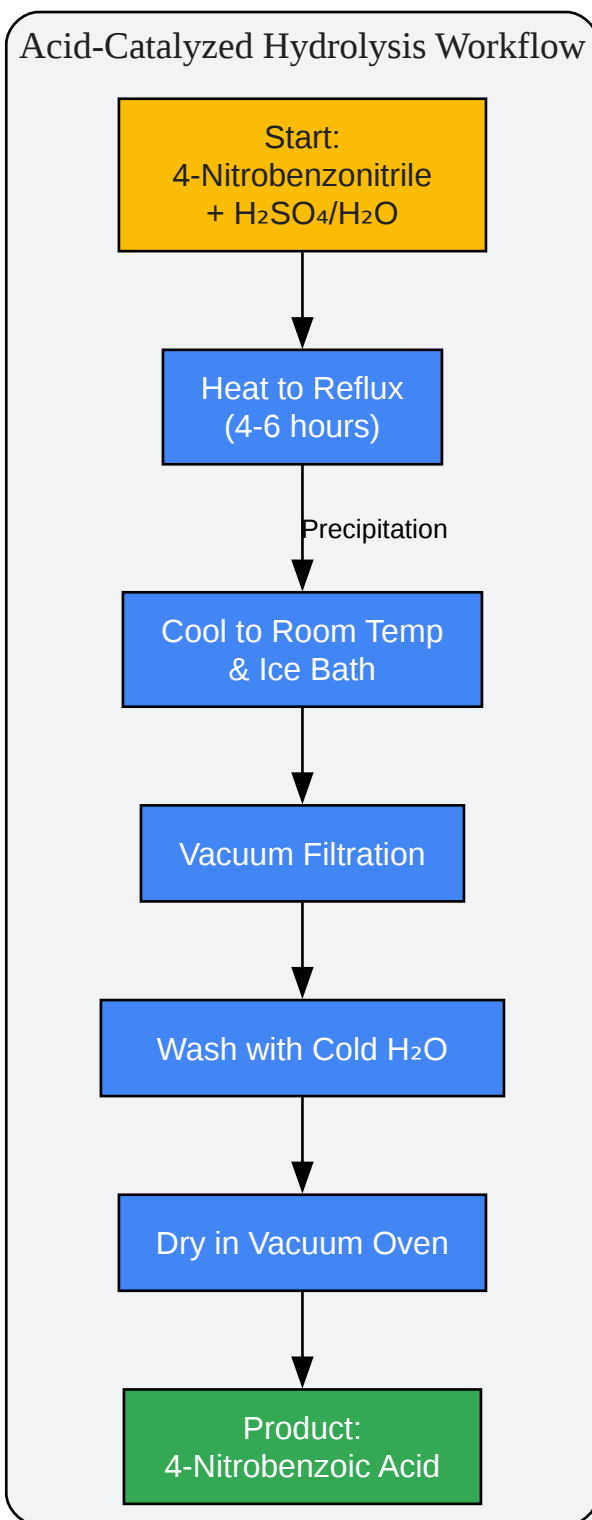 Acid-Catalyzed Hydrolysis Workflow
Start:
4-Nitrobenzonitrile
+ H₂SO₄/H₂O
Heat to Reflux
(4-6 hours)
Precipitation
Cool to Room Temp
& Ice Bath
Vacuum Filtration
Wash with Cold H₂O
Dry in Vacuum Oven
Product:
4-Nitrobenzoic Acid